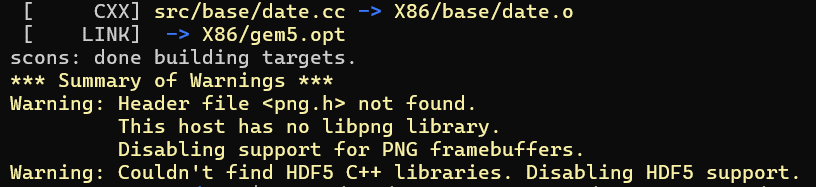 [     CXX] src/base/date.cc -> X86/base/date.o
[    LINK]  -> X86/gem5.opt
scons: done building targets.
*** Summary of Warnings ***
Warning: Header file <png.h> not found.
         This host has no libpng library.
         Disabling support for PNG framebuffers.
Warning: Couldn't find HDF5 C++ libraries. Disabling HDF5 support.